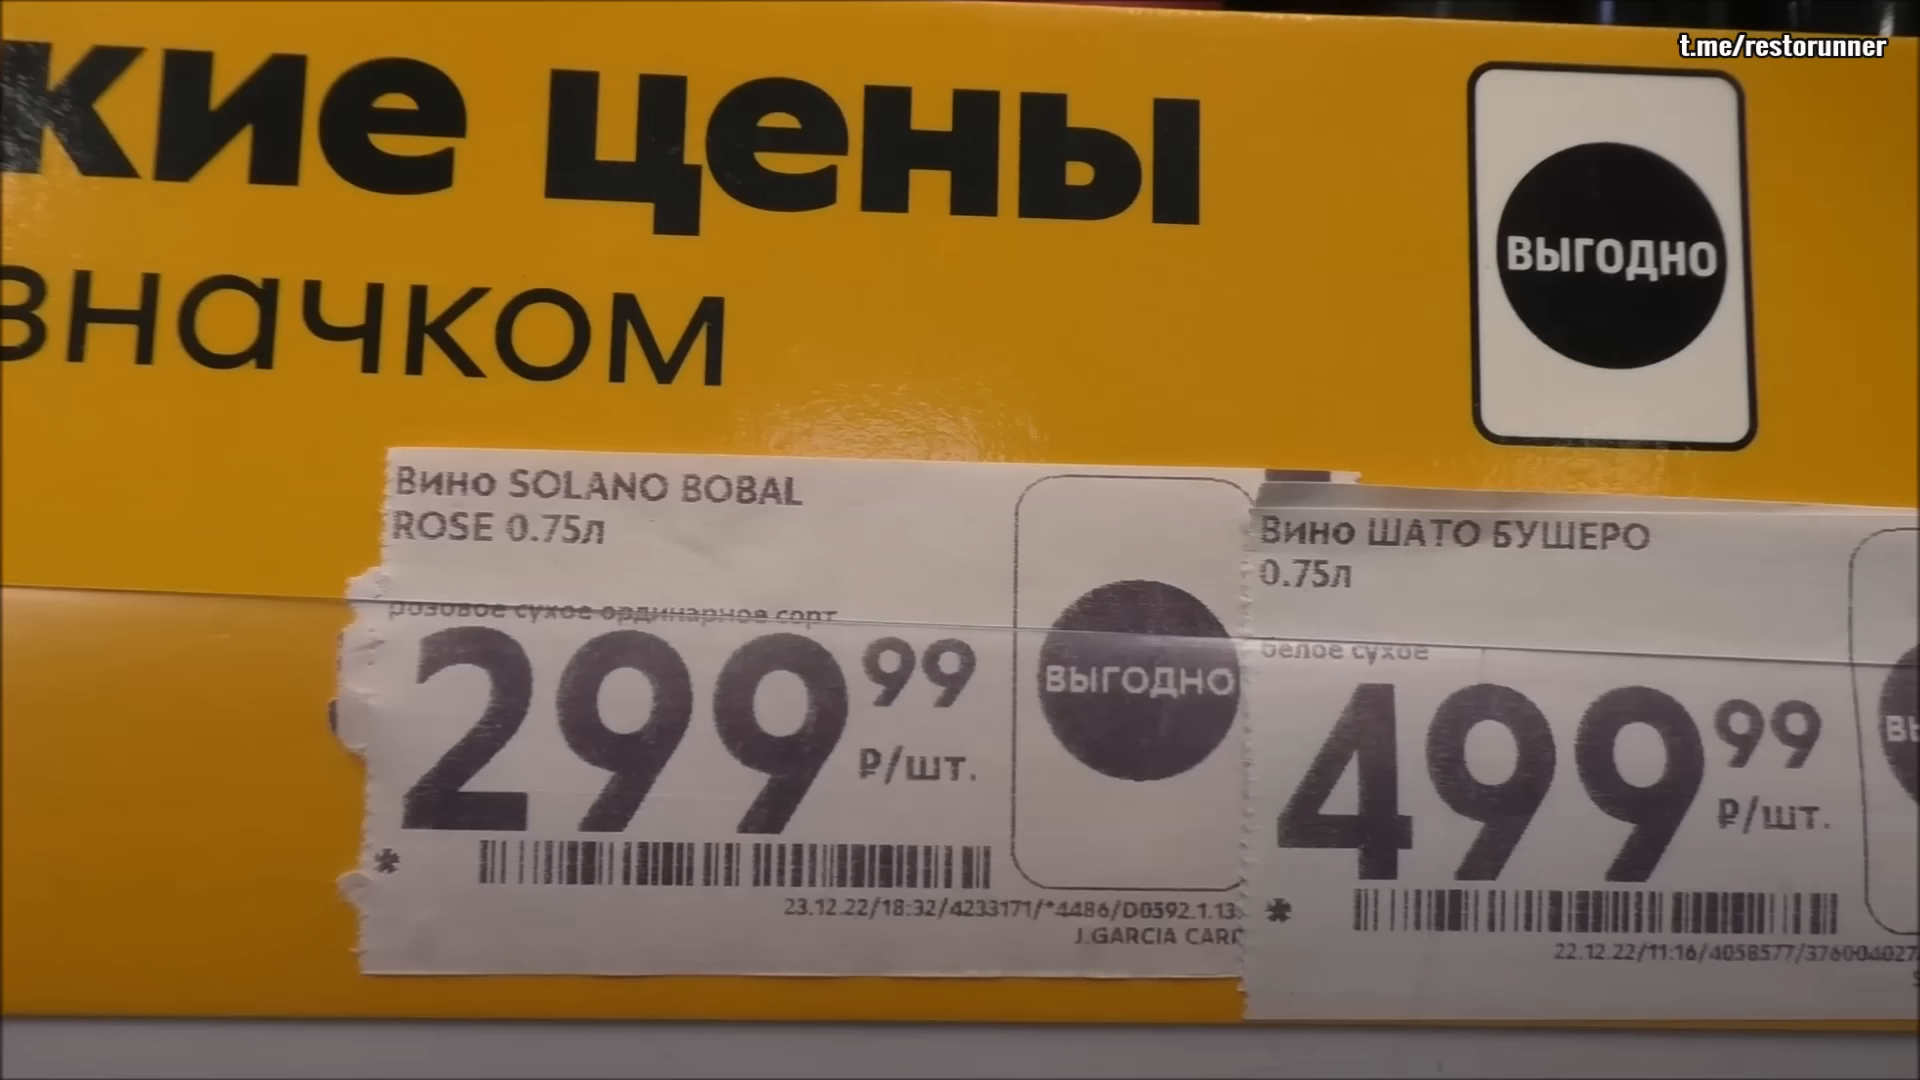 t.me/restorunner
кие цены
значком
ВЫГОДНО
Вино SOLANO BOBAL
ROSE 0.75л
розовое сухое ординарное сорт
299 99
₽/шт.
ВЫГОДНО
*
23.12.22/18:32/4233171/*4486/D0592.1.13
J.GARCIA CAR
Вино ШАТО БУШЕРО
0.75л
белое сухое
499 99
₽/шт.
*
22.12.22/11:16/4058577/376004027